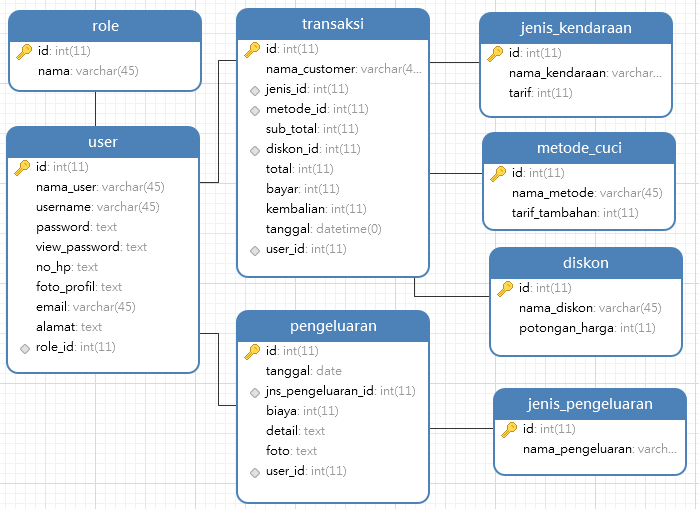 role
id: int(11)
nama: varchar(45)
user
id: int(11)
nama_user: varchar(45)
username: varchar(45)
password: text
view_password: text
no_hp: text
foto_profil: text
email: varchar(45)
alamat: text
role_id: int(11)
transaksi
id: int(11)
nama_customer: varchar(4...
jenis_id: int(11)
metode_id: int(11)
sub_total: int(11)
diskon_id: int(11)
total: int(11)
bayar: int(11)
kembalian: int(11)
tanggal: datetime(0)
user_id: int(11)
pengeluaran
id: int(11)
tanggal: date
jns_pengeluaran_id: int(11)
biaya: int(11)
detail: text
foto: text
user_id: int(11)
jenis_kendaraan
id: int(11)
nama_kendaraan: varchar...
tarif: int(11)
metode_cuci
id: int(11)
nama_metode: varchar(45)
tarif_tambahan: int(11)
diskon
id: int(11)
nama_diskon: varchar(45)
potongan_harga: int(11)
jenis_pengeluaran
id: int(11)
nama_pengeluaran: varch...